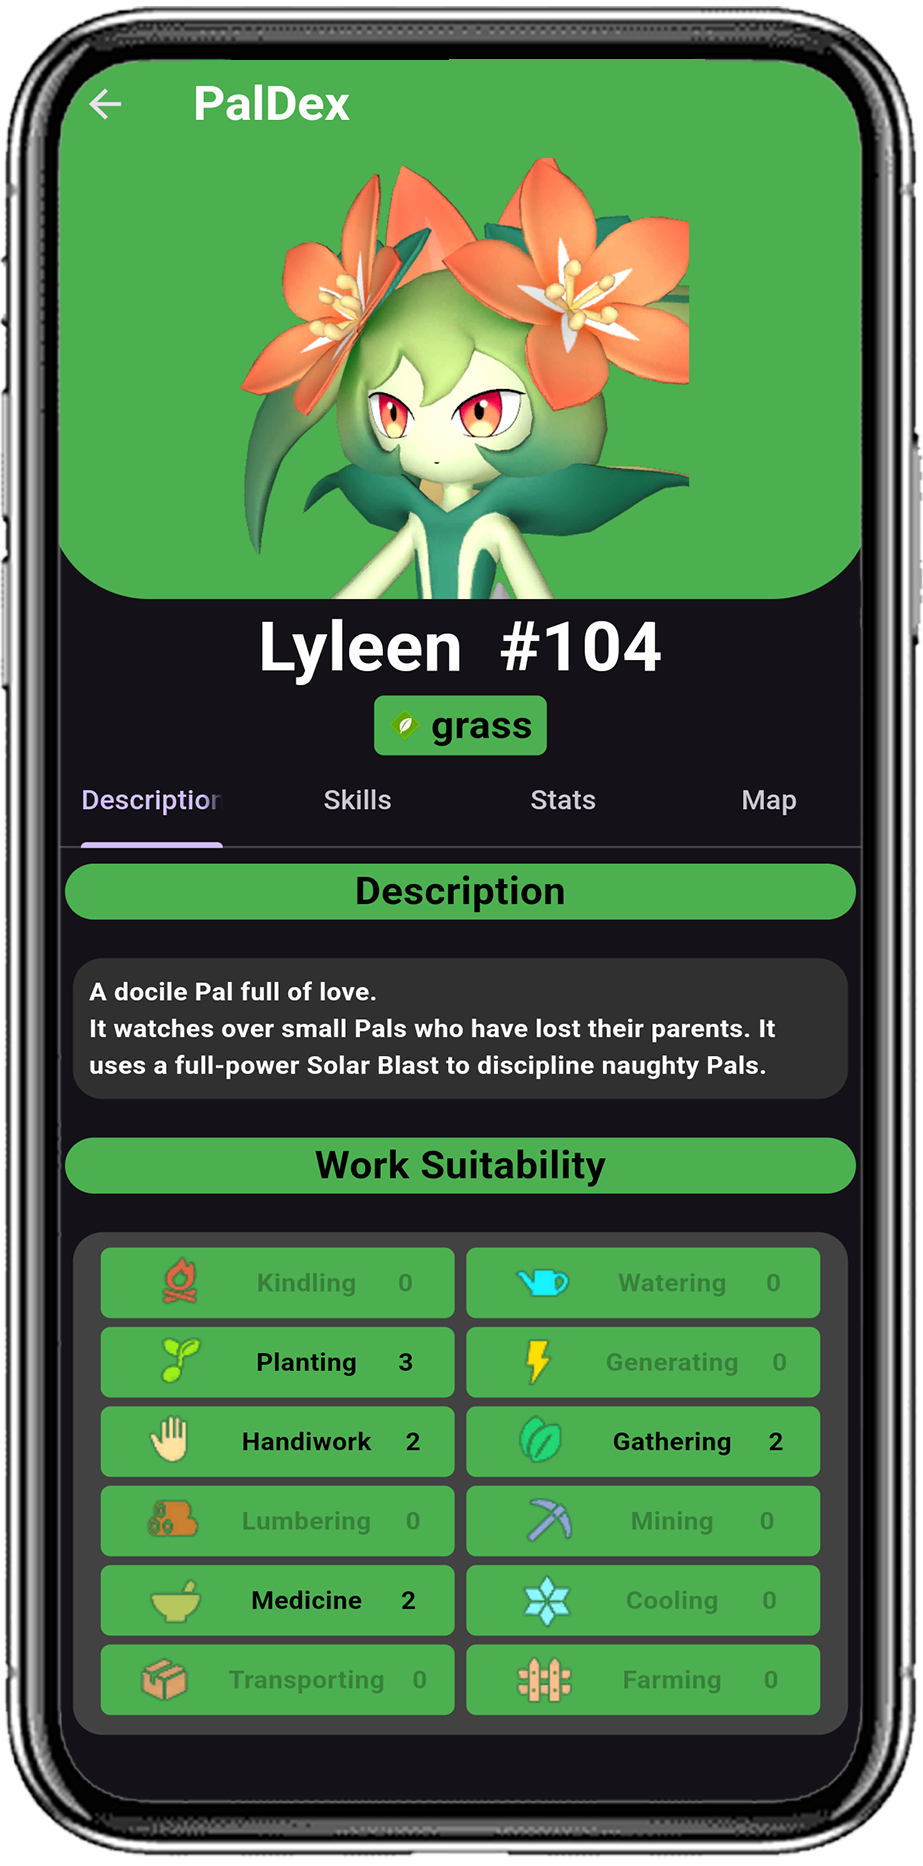 PalDex
Lyleen #104
grass
Description Skills Stats Map
Description
A docile Pal full of love.
It watches over small Pals who have lost their parents. It
uses a full-power Solar Blast to discipline naughty Pals.
Work Suitability
Kindling 0 Watering 0
Planting 3 Generating 0
Handiwork 2 Gathering 2
Lumbering 0 Mining 0
Medicine 2 Cooling 0
Transporting 0 Farming 0